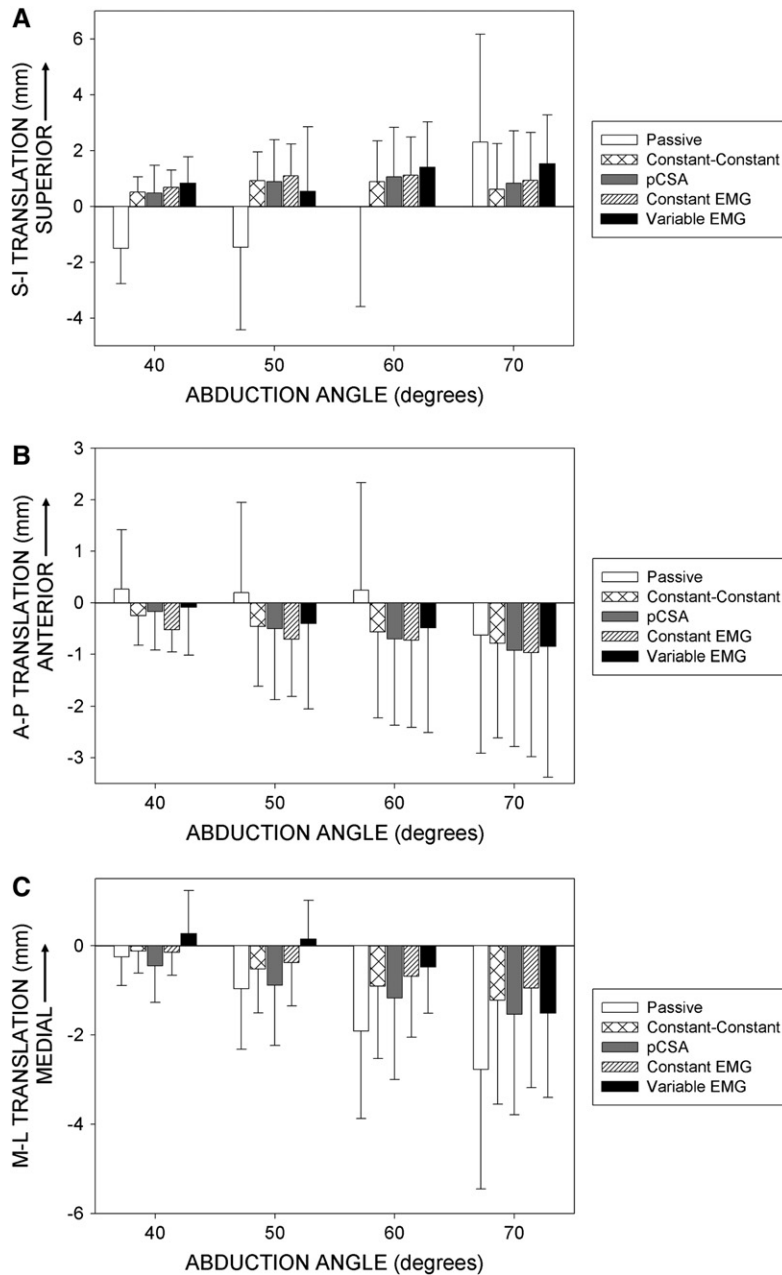 A
6
4
2
0
-2
-4
S-I TRANSLATION (mm)
SUPERIOR
40 50 60 70
ABDUCTION ANGLE (degrees)
Passive
Constant-Constant
pCSA
Constant EMG
Variable EMG
B
3
2
1
0
-1
-2
-3
A-P TRANSLATION (mm)
ANTERIOR
40 50 60 70
ABDUCTION ANGLE (degrees)
Passive
Constant-Constant
pCSA
Constant EMG
Variable EMG
C
0
-2
-4
-6
M-L TRANSLATION (mm)
MEDIAL
40 50 60 70
ABDUCTION ANGLE (degrees)
Passive
Constant-Constant
pCSA
Constant EMG
Variable EMG